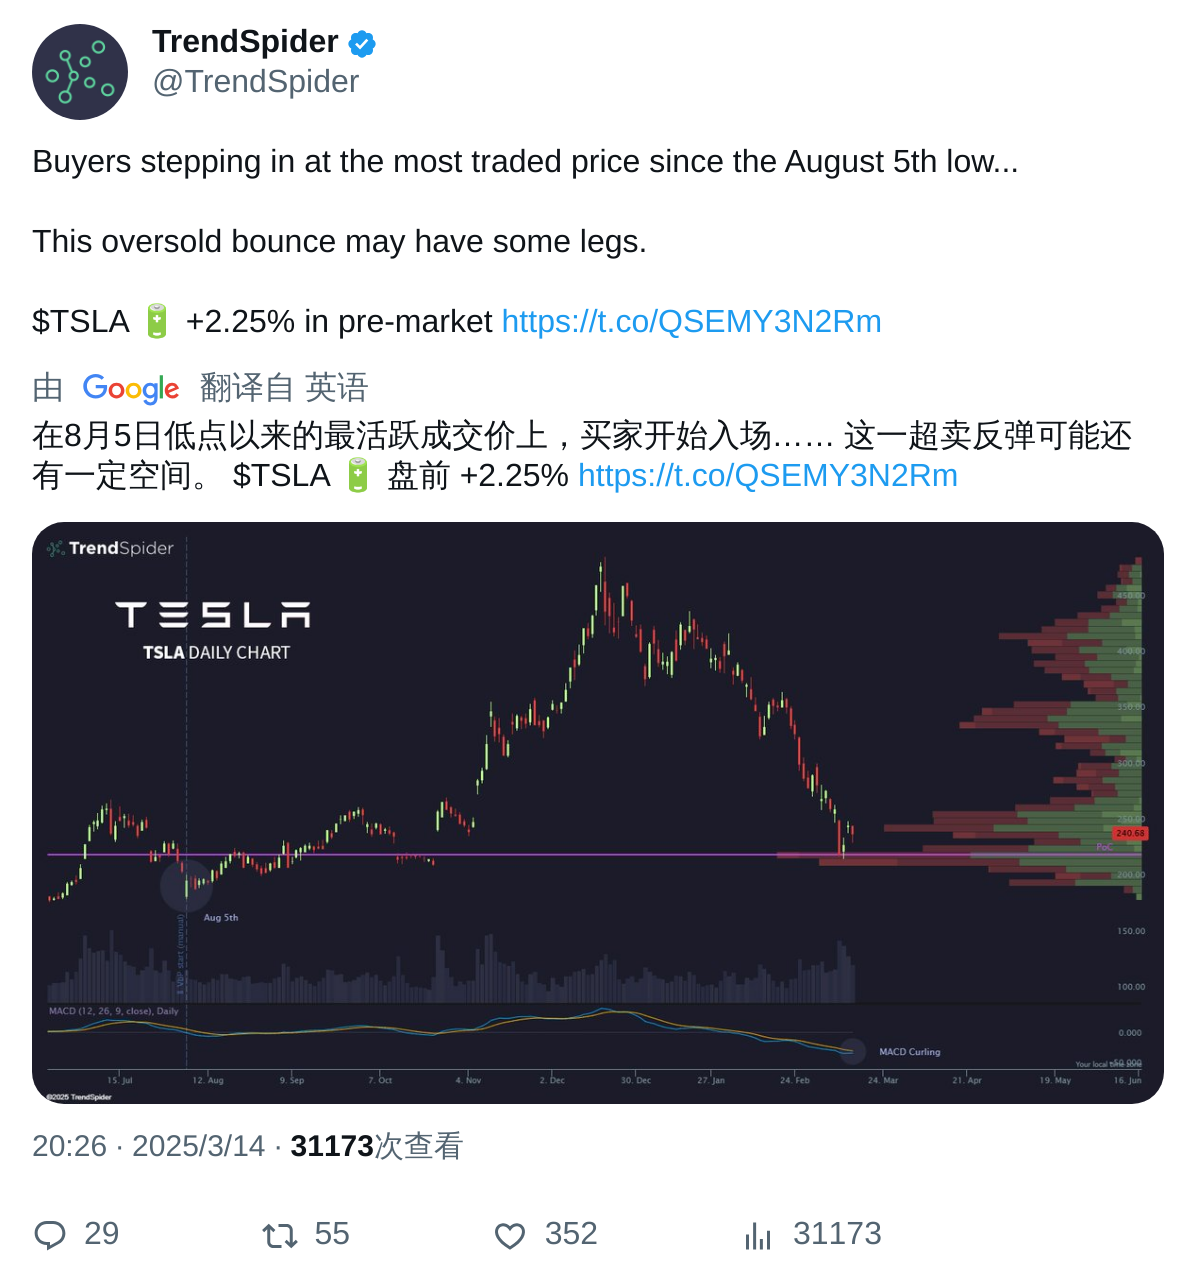 TrendSpider
@TrendSpider
Buyers stepping in at the most traded price since the August 5th low...
This oversold bounce may have some legs.
$TSLA 🔋 +2.25% in pre-market https://t.co/QSEMY3N2Rm
由 Google 翻译自 英语
在8月5日低点以来的最活跃成交价上，买家开始入场…… 这一超卖反弹可能还
有一定空间。 $TSLA 🔋 盘前 +2.25% https://t.co/QSEMY3N2Rm
TrendSpider
TESLA
TSLA DAILY CHART
450.00
400.00
350.00
300.00
250.00
240.68
PoC
200.00
Aug 5th
VBP start (manual)
150.00
100.00
MACD (12, 26, 9, close), Daily
0.000
MACD Curling
-50.000
Your local time zone
15. Jul
12. Aug
9. Sep
7. Oct
4. Nov
2. Dec
30. Dec
27. Jan
24. Feb
24. Mar
21. Apr
19. May
16. Jun
©2025 TrendSpider
20:26 · 2025/3/14 · 31173次查看
29
55
352
31173